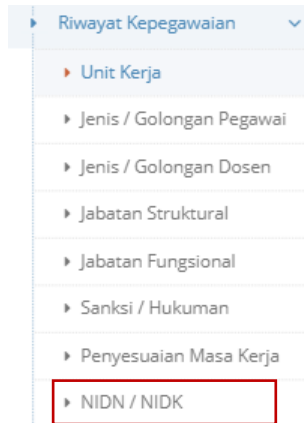 Riwayat Kepegawaian
Unit Kerja
Jenis / Golongan Pegawai
Jenis / Golongan Dosen
Jabatan Struktural
Jabatan Fungsional
Sanksi / Hukuman
Penyesuaian Masa Kerja
NIDN / NIDK